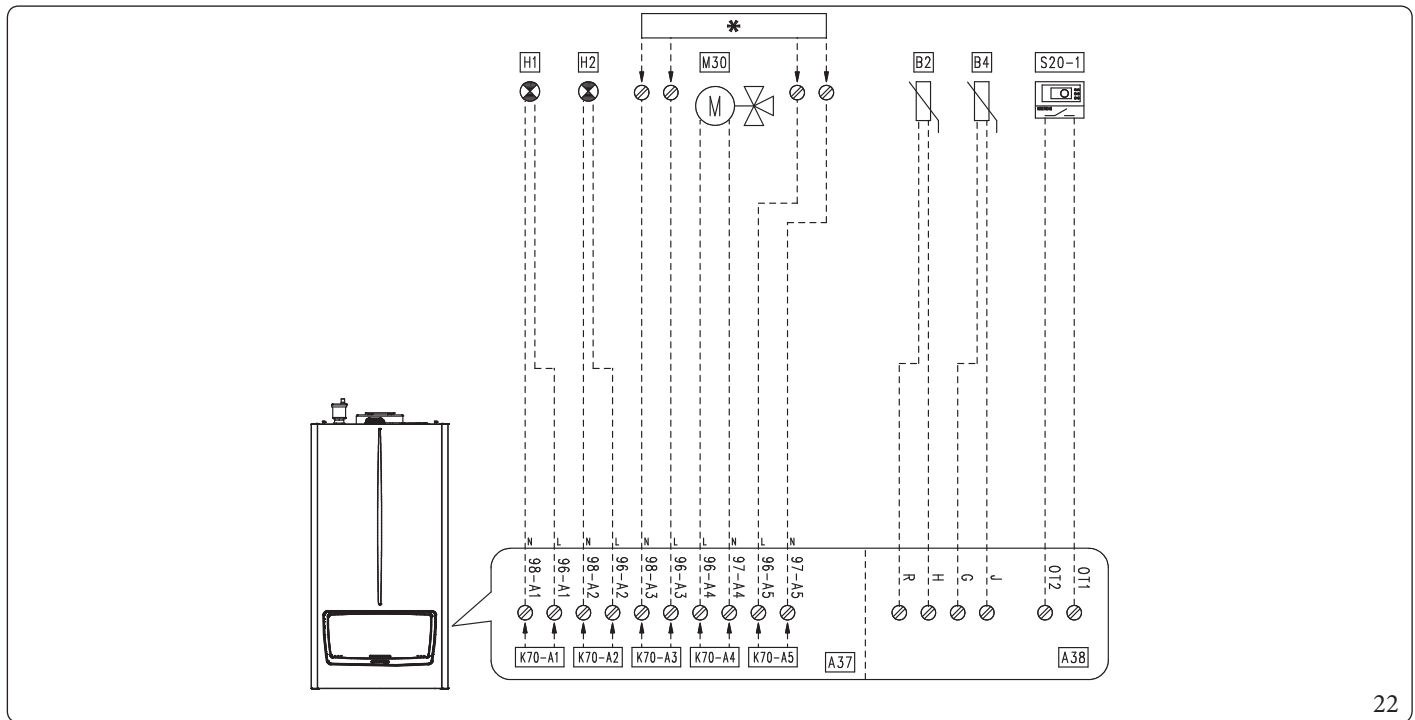 *
H1 H2 M30 B2 B4 S20-1
M
N L N L N L L N L N
98-A1 96-A1 98-A2 96-A2 98-A3 96-A3 96-A4 97-A4 96-A5 97-A5 R H G J OT2 OT1
K70-A1 K70-A2 K70-A3 K70-A4 K70-A5 A37 A38
22